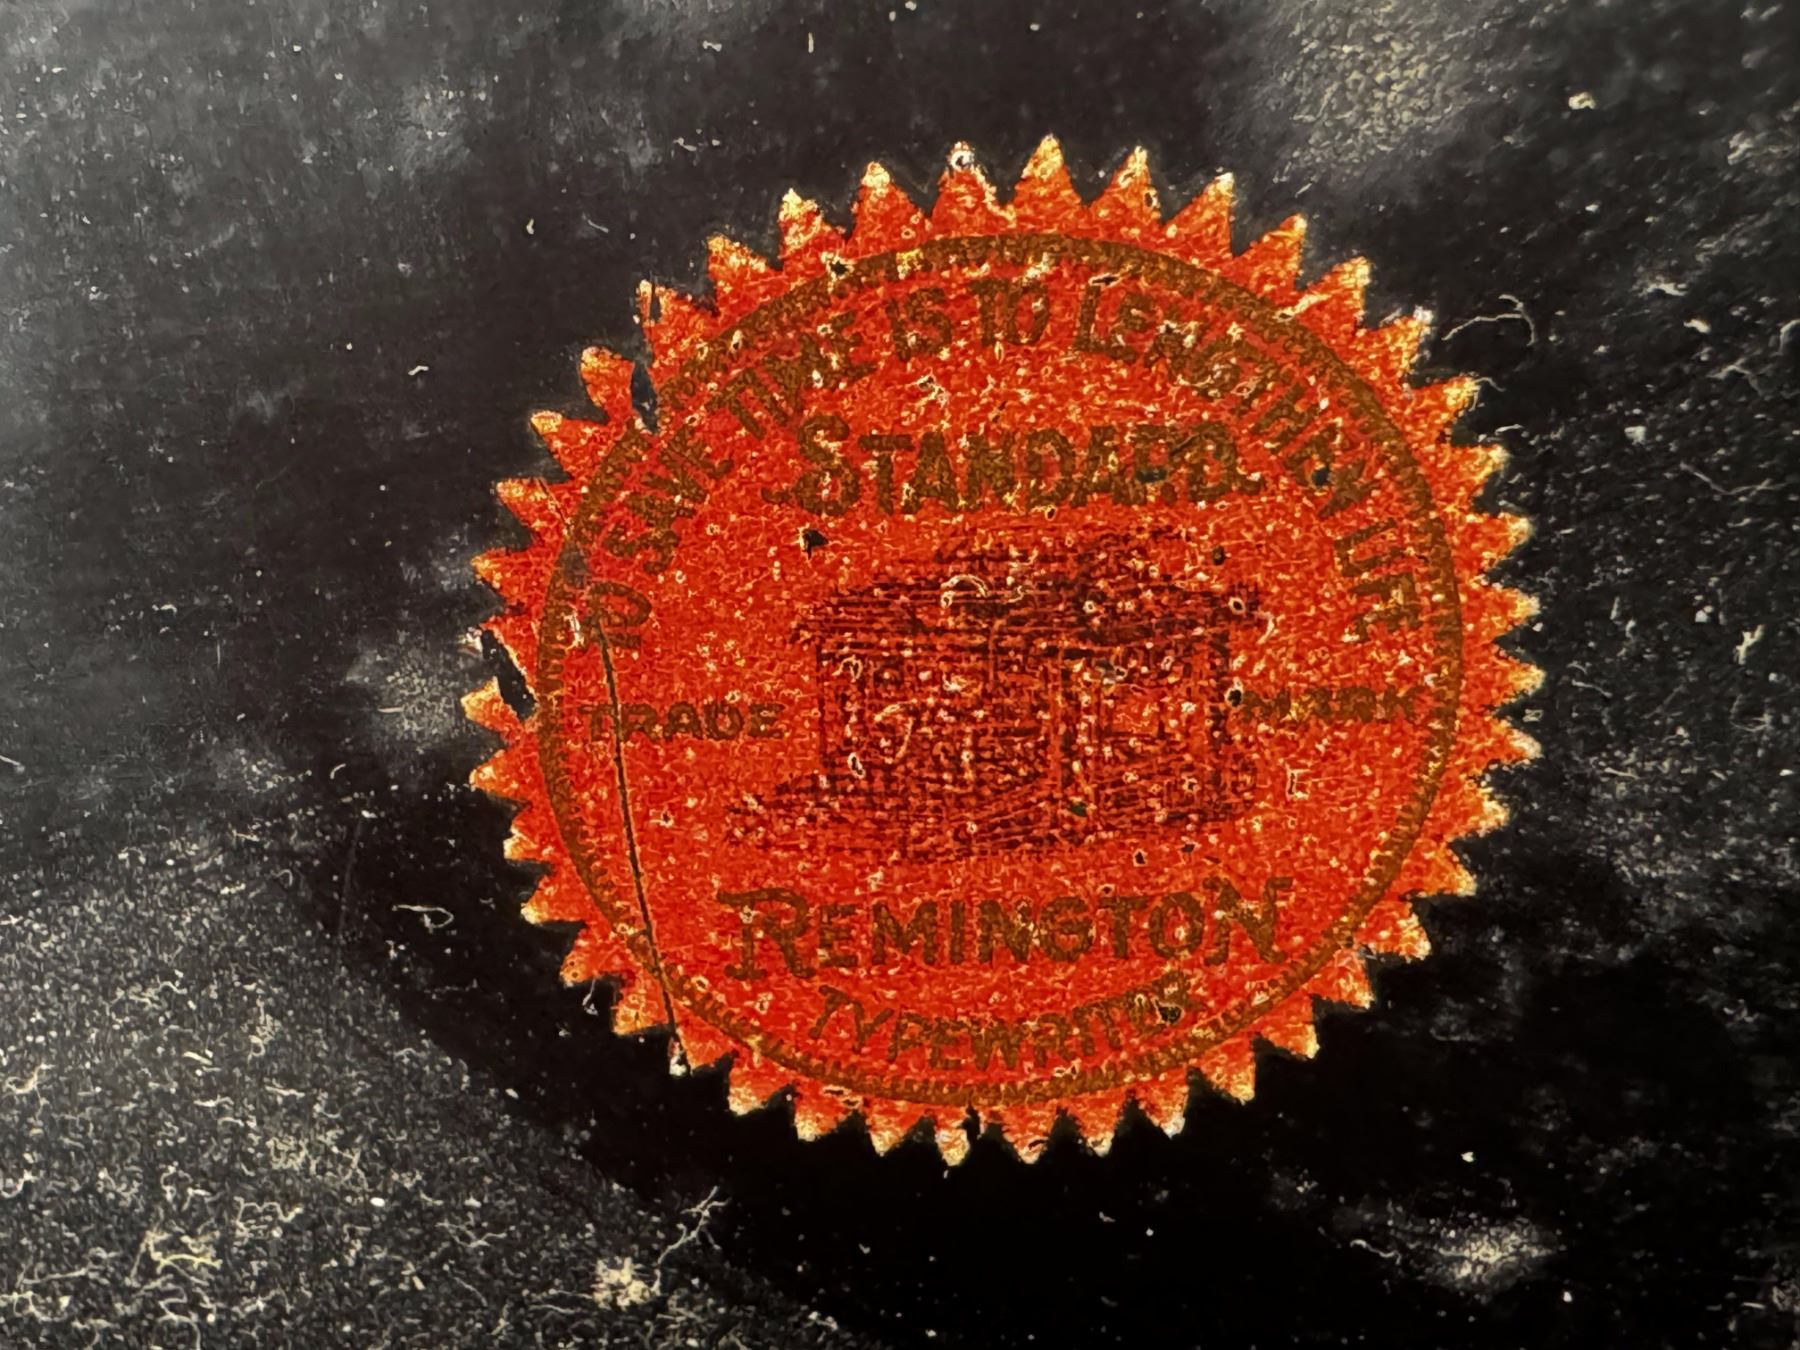 TO SAVE TIME IS TO LENGTHEN LIFE
STANDARD
TRADE MARK
REMINGTON
TYPEWRITER